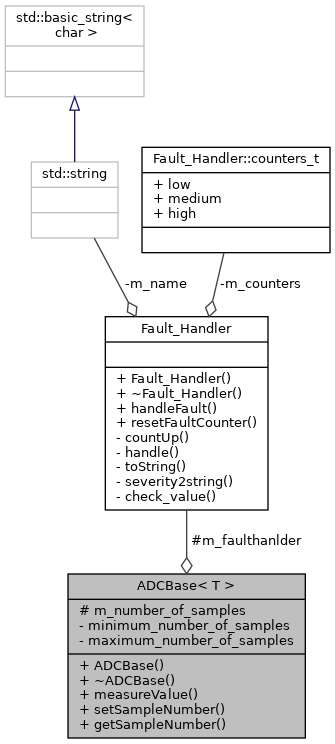 std::basic_string<
char >
std::string
Fault_Handler::counters_t
+ low
+ medium
+ high
-m_name
-m_counters
Fault_Handler
+ Fault_Handler()
+ ~Fault_Handler()
+ handleFault()
+ resetFaultCounter()
- countUp()
- handle()
- toString()
- severity2string()
- check_value()
#m_faulthanlder
ADCBase< T >
# m_number_of_samples
- minimum_number_of_samples
- maximum_number_of_samples
+ ADCBase()
+ ~ADCBase()
+ measureValue()
+ setSampleNumber()
+ getSampleNumber()